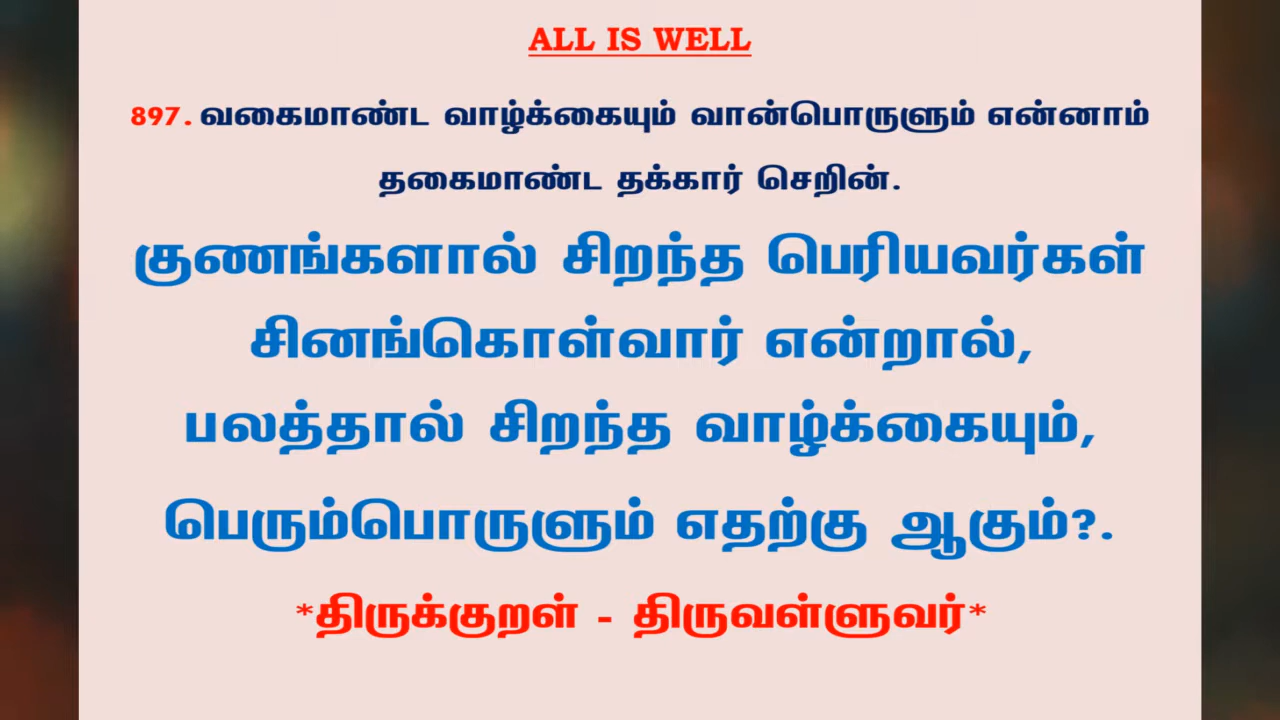 ALL IS WELL
897. வகைமாண்ட வாழ்க்கையும் வான்பொருளும் என்னாம்
தகைமாண்ட தக்கார் செறின்.
குணங்களால் சிறந்த பெரியவர்கள்
சினங்கொள்வார் என்றால்,
பலத்தால் சிறந்த வாழ்க்கையும்,
பெரும்பொருளும் எதற்கு ஆகும்?.
*திருக்குறள் - திருவள்ளுவர்*